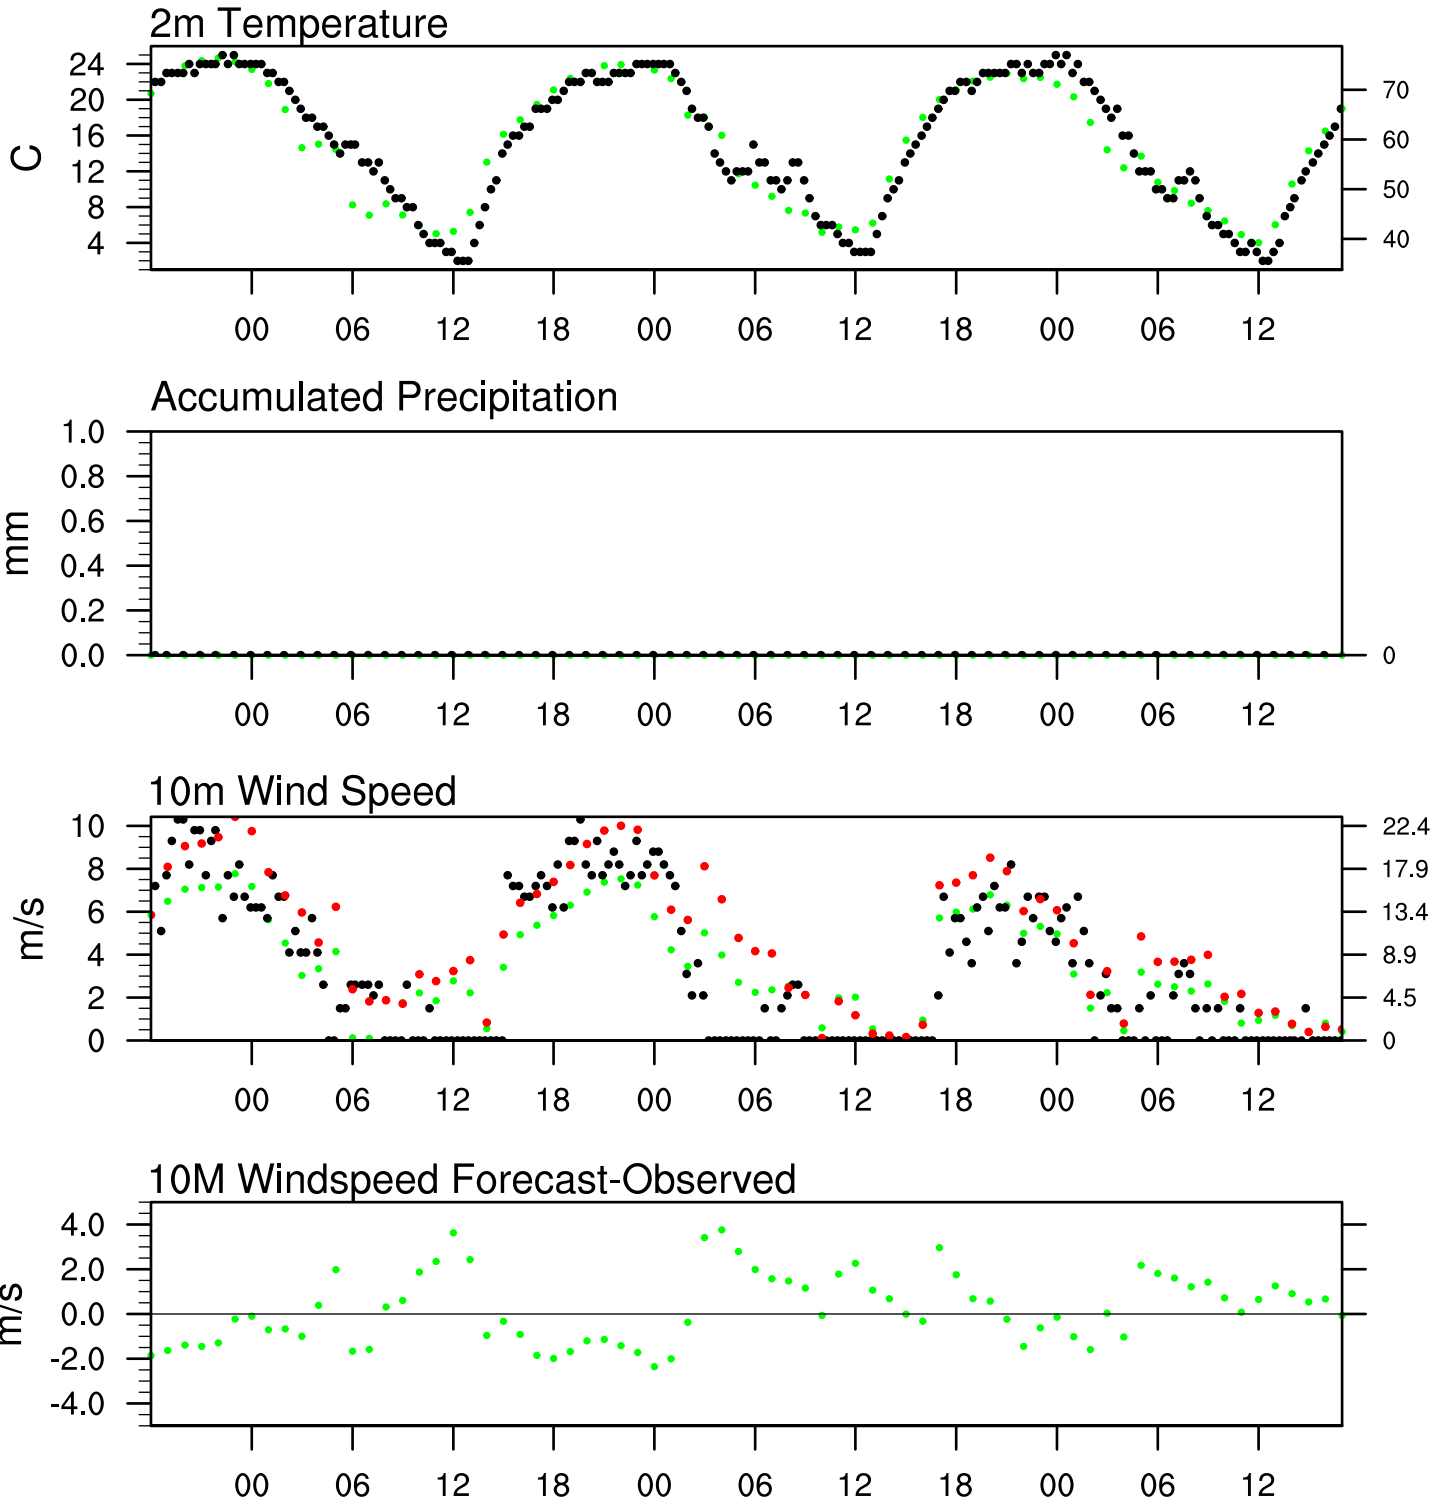 2m Temperature
24
20
16
12
8
4
C
70
60
50
40
00 06 12 18 00 06 12 18 00 06 12
Accumulated Precipitation
1.0
0.8
0.6
0.4
0.2
0.0
mm
0
00 06 12 18 00 06 12 18 00 06 12
10m Wind Speed
10
8
6
4
2
0
m/s
22.4
17.9
13.4
8.9
4.5
0
00 06 12 18 00 06 12 18 00 06 12
10M Windspeed Forecast-Observed
4.0
2.0
0.0
-2.0
-4.0
m/s
00 06 12 18 00 06 12 18 00 06 12